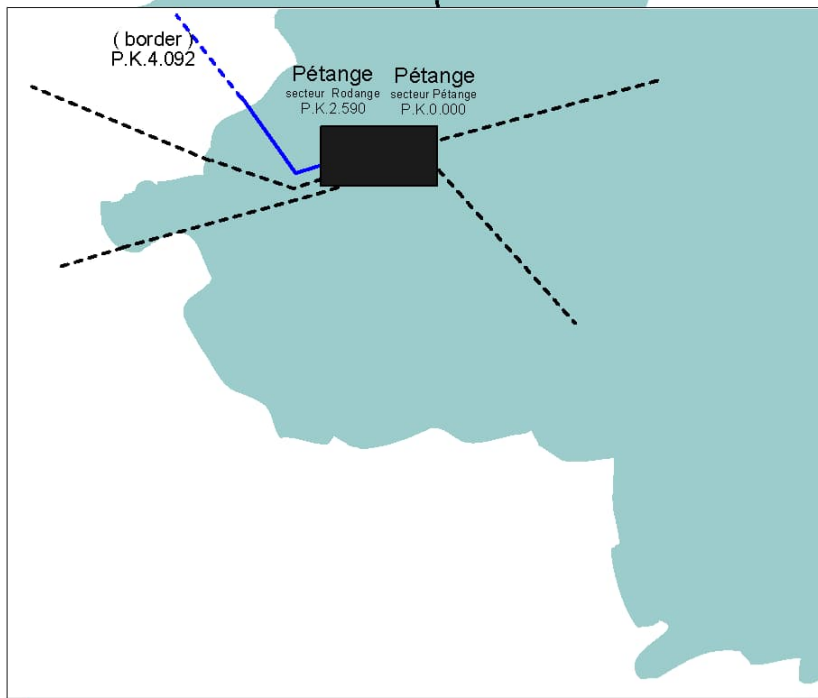 ( border )
P.K.4.092
Pétange
secteur Rodange
P.K.2.590
Pétange
secteur Pétange
P.K.0.000